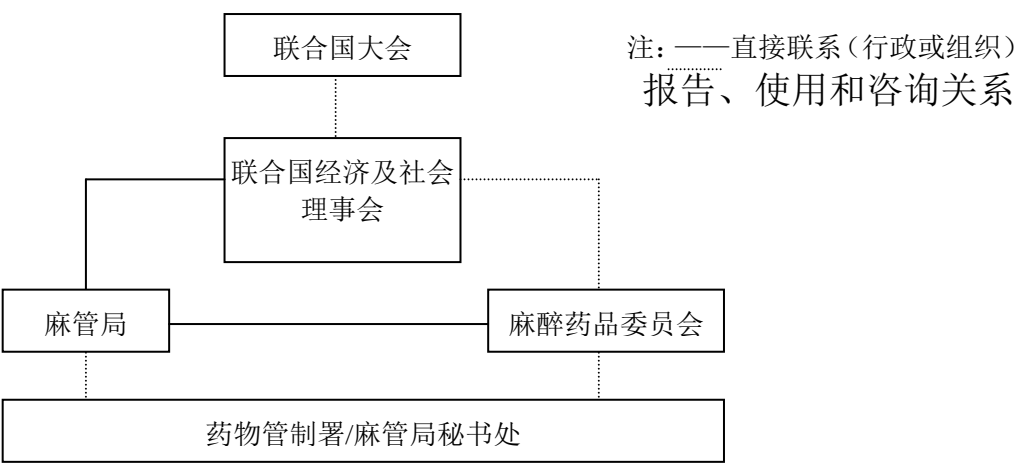 联合国大会
注：——直接联系（行政或组织）
报告、使用和咨询关系
联合国经济及社会
理事会
麻管局
麻醉药品委员会
药物管制署/麻管局秘书处